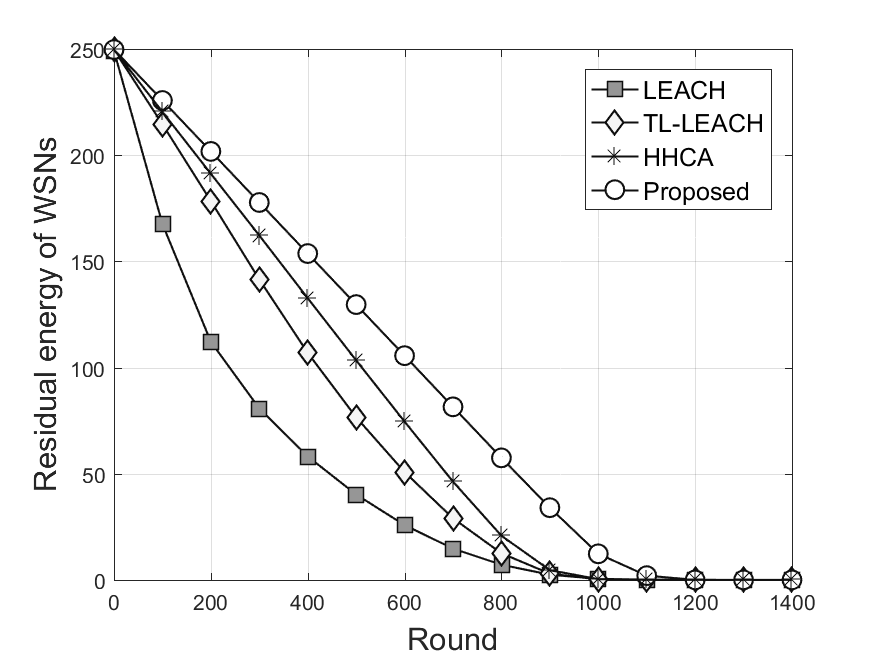 250
200
150
100
50
0
0 200 400 600 800 1000 1200 1400
Residual energy of WSNs
Round
LEACH
TL-LEACH
HHCA
Proposed